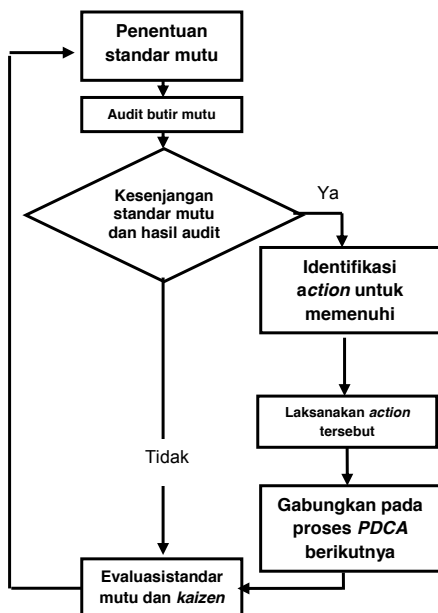 Penentuan
standar mutu
Audit butir mutu
Kesenjangan
standar mutu
dan hasil audit
Ya
Identifikasi
action untuk
memenuhi
Laksanakan action
tersebut
Tidak
Gabungkan pada
proses PDCA
berikutnya
Evaluasistandar
mutu dan kaizen